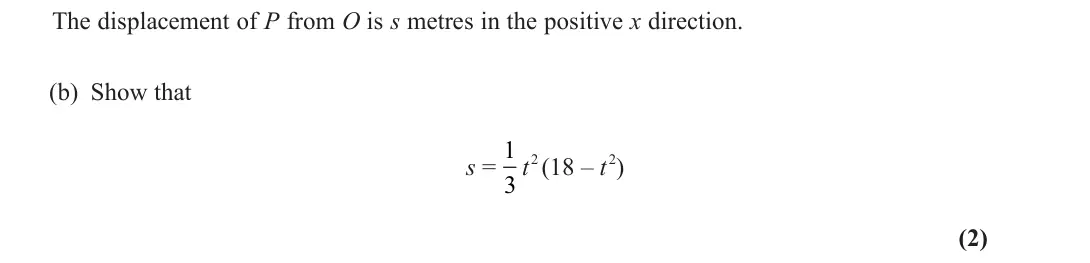 The displacement of P from O is s metres in the positive x direction.
(b) Show that
s = 1/3 t²(18 – t²)
(2)